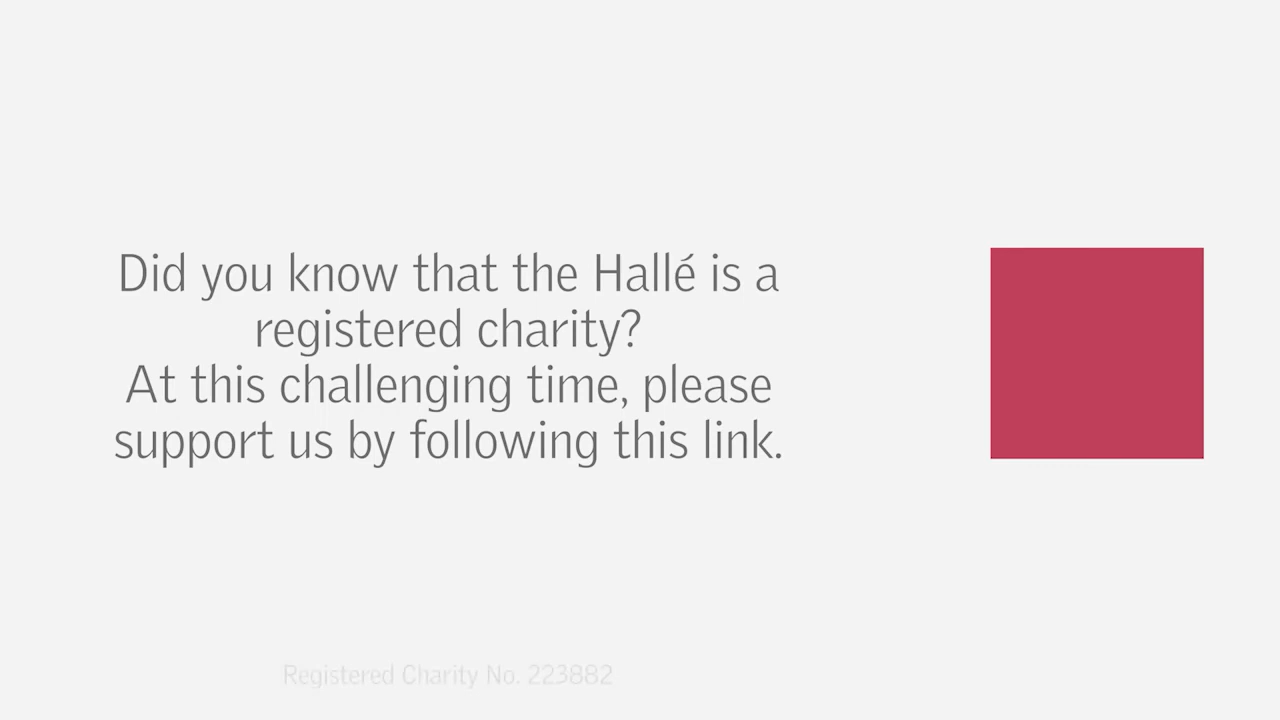 Did you know that the Hallé is a
registered charity?
At this challenging time, please
support us by following this link.
Registered Charity No. 223882